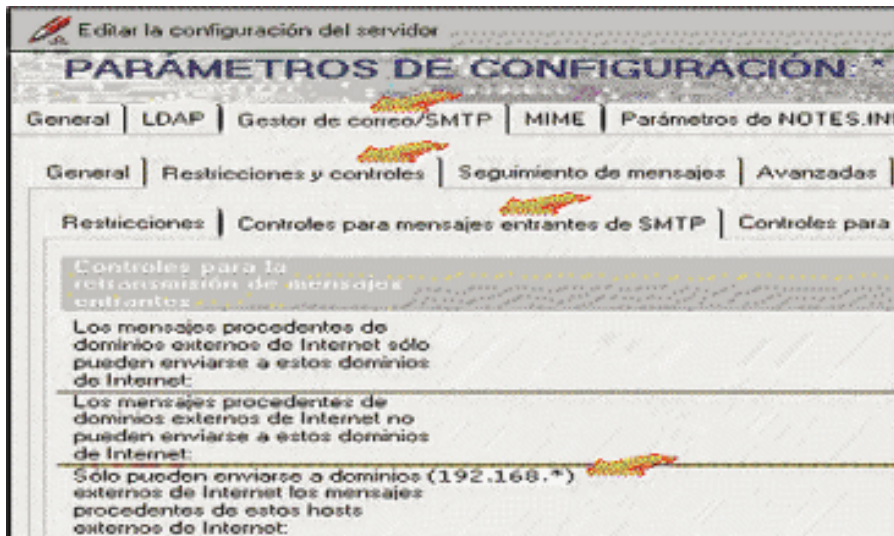 Editar la configuración del servidor
PARÁMETROS DE CONFIGURACIÓN: *
General | LDAP | Gestor de correo/SMTP | MIME | Parámetros de NOTES.INI
General | Restricciones y controles | Seguimiento de mensajes | Avanzadas
Restricciones | Controles para mensajes entrantes de SMTP | Controles para
Controles para la
retransmisión de mensajes
entrantes
Los mensajes procedentes de
dominios externos de Internet sólo
pueden enviarse a estos dominios
de Internet:
Los mensajes procedentes de
dominios externos de Internet no
pueden enviarse a estos dominios
de Internet:
Sólo pueden enviarse a dominios (192.168.*)
externos de Internet los mensajes
procedentes de estos hosts
externos de Internet: